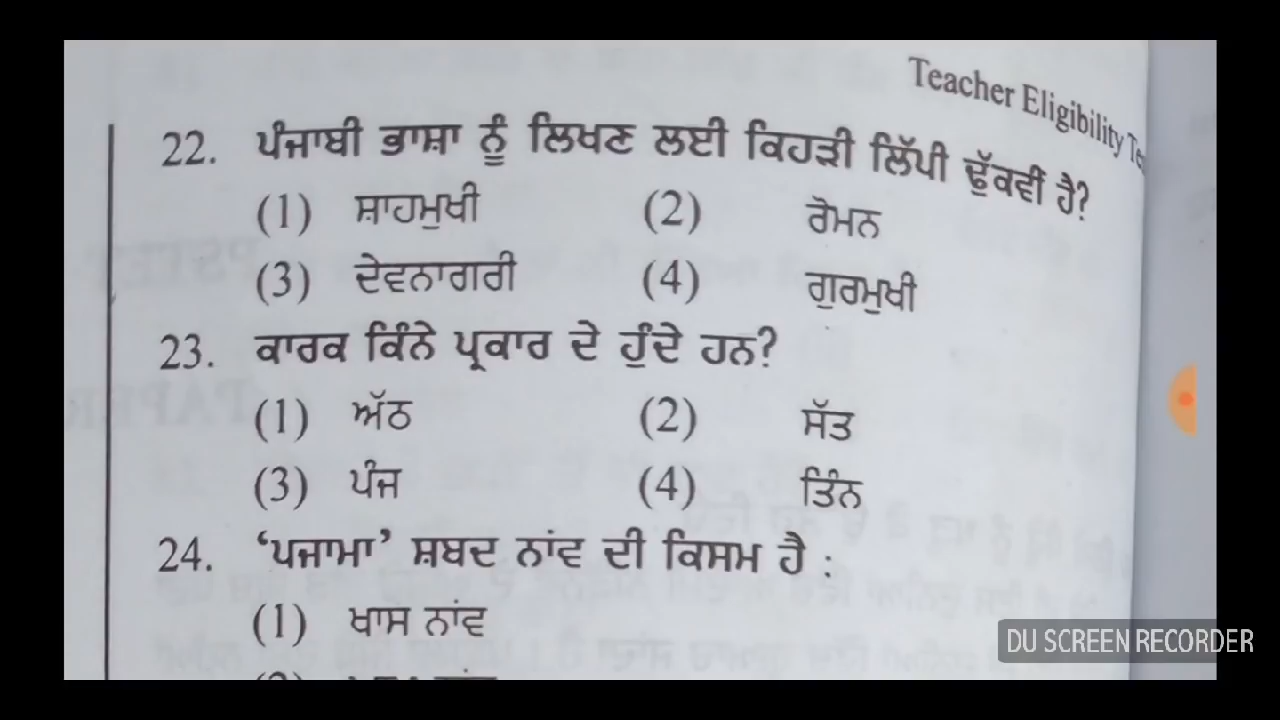 Teacher Eligibility
22. ਪੰਜਾਬੀ ਭਾਸ਼ਾ ਨੂੰ ਲਿਖਣ ਲਈ ਕਿਹੜੀ ਲਿੱਪੀ ਢੁੱਕਵੀਂ ਹੈ?
(1) ਸ਼ਾਹਮੁਖੀ (2) ਰੋਮਨ
(3) ਦੇਵਨਾਗਰੀ (4) ਗੁਰਮੁਖੀ
23. ਕਾਰਕ ਕਿੰਨੇ ਪ੍ਰਕਾਰ ਦੇ ਹੁੰਦੇ ਹਨ?
(1) ਅੱਠ (2) ਸੱਤ
(3) ਪੰਜ (4) ਤਿੰਨ
24. ‘ਪਜਾਮਾ’ ਸ਼ਬਦ ਨਾਂਵ ਦੀ ਕਿਸਮ ਹੈ :
(1) ਖਾਸ ਨਾਂਵ
DU SCREEN RECORDER